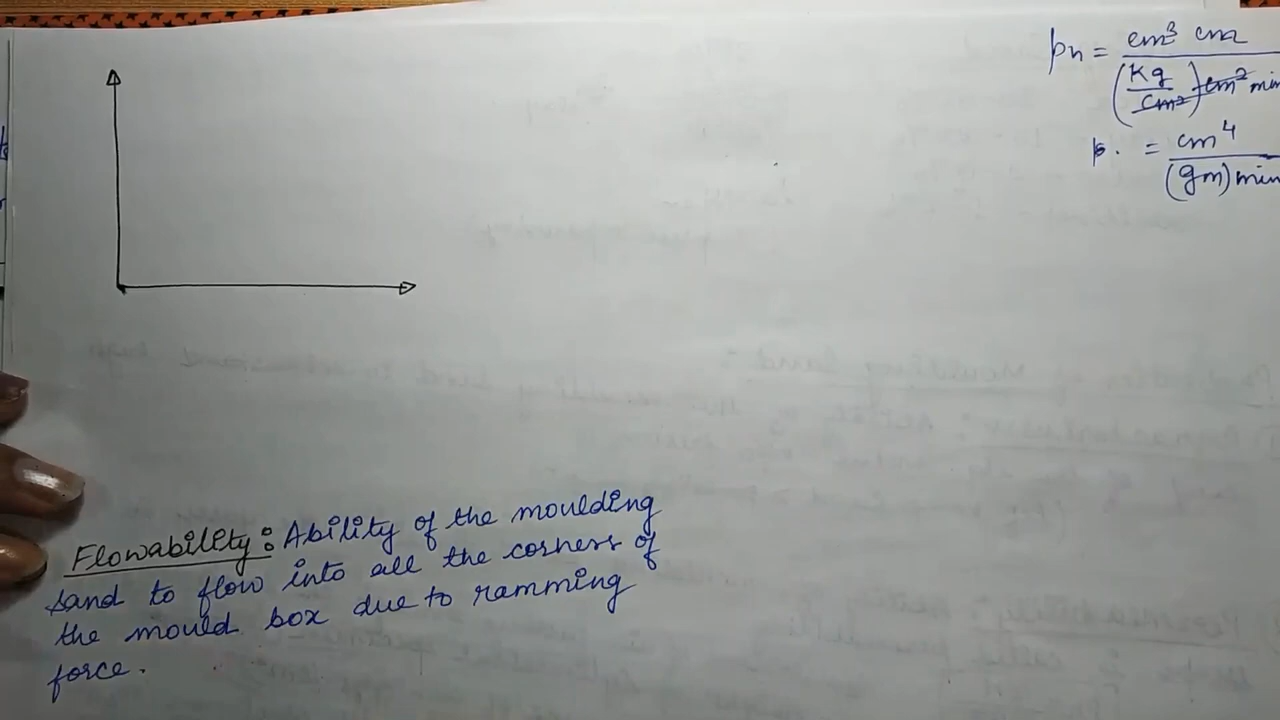 pn = cm³ cm / (Kg/cm²) cm² min
p. = cm⁴ / (gm) min
Flowability : Ability of the moulding
sand to flow into all the corners of
the mould box due to ramming
force.